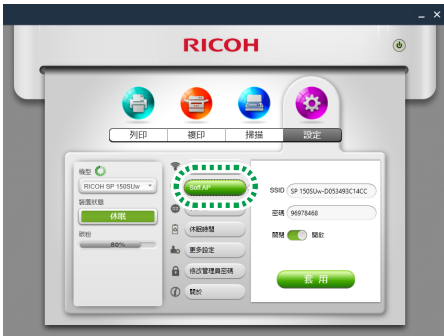 RICOH
列印
複印
掃描
設定
機型
RICOH SP 150SUw
裝置狀態
休眠
碳粉
80%
Soft AP
休眠時間
更多設定
修改管理員密碼
關於
SSID
SP 150SUw-D053493C14CC
密碼
96978468
關閉
開啟
套用